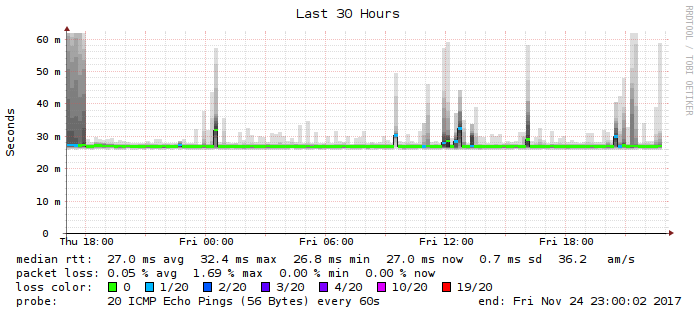 Last 30 Hours
RRDTOOL / TOBI OETIKER
Seconds
60 m
50 m
40 m
30 m
20 m
10 m
0
Thu 18:00 Fri 00:00 Fri 06:00 Fri 12:00 Fri 18:00
median rtt: 27.0 ms avg 32.4 ms max 26.8 ms min 27.0 ms now 0.7 ms sd 36.2 am/s
packet loss: 0.05 % avg 1.69 % max 0.00 % min 0.00 % now
loss color: 0 1/20 2/20 3/20 4/20 10/20 19/20
probe: 20 ICMP Echo Pings (56 Bytes) every 60s end: Fri Nov 24 23:00:02 2017